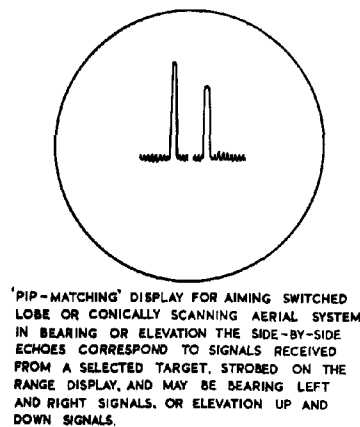 'PIP-MATCHING' DISPLAY FOR AIMING SWITCHED
LOBE OR CONICALLY SCANNING AERIAL SYSTEM
IN BEARING OR ELEVATION THE SIDE-BY-SIDE
ECHOES CORRESPOND TO SIGNALS RECEIVED
FROM A SELECTED TARGET, STROBED ON THE
RANGE DISPLAY, AND MAY BE BEARING LEFT
AND RIGHT SIGNALS, OR ELEVATION UP AND
DOWN SIGNALS.